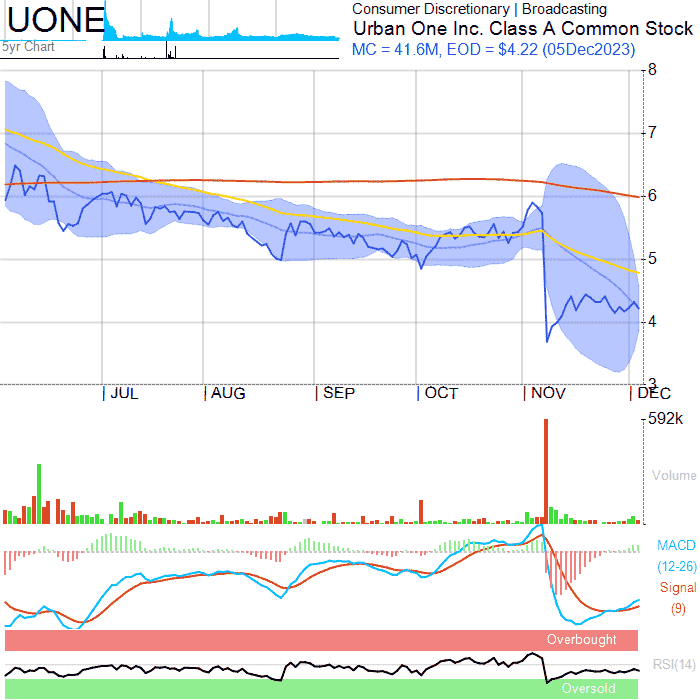 UONE
5yr Chart
Consumer Discretionary | Broadcasting
Urban One Inc. Class A Common Stock
MC = 41.6M, EOD = $4.22 (05Dec2023)
8
7
6
5
4
3
JUL AUG SEP OCT NOV DEC
592k
Volume
MACD
(12-26)
Signal
(9)
Overbought
RSI(14)
Oversold